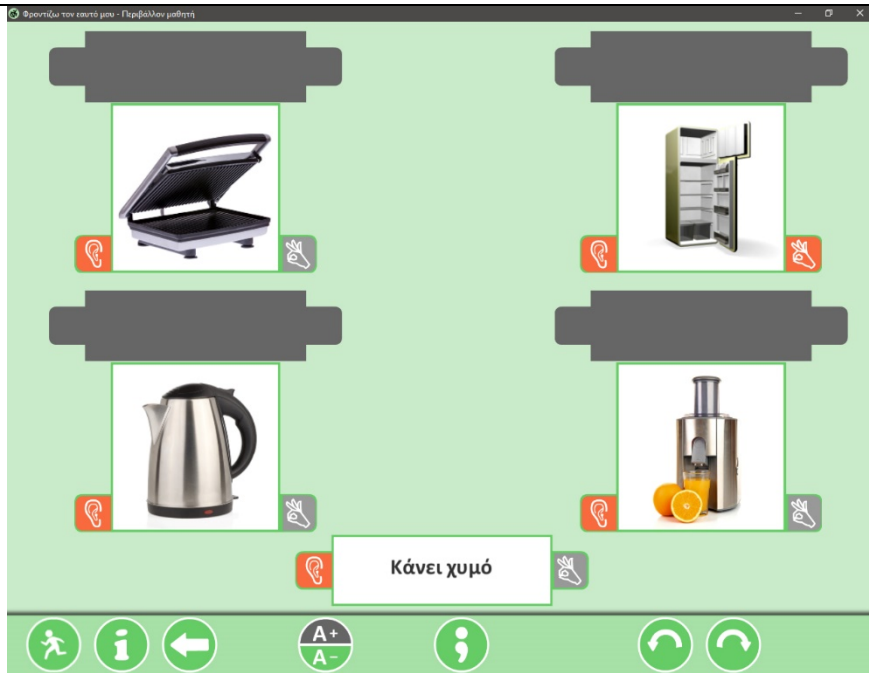 Φροντίζω τον εαυτό μου - Περιβάλλον μαθητή
Κάνει χυμό
A+
A-